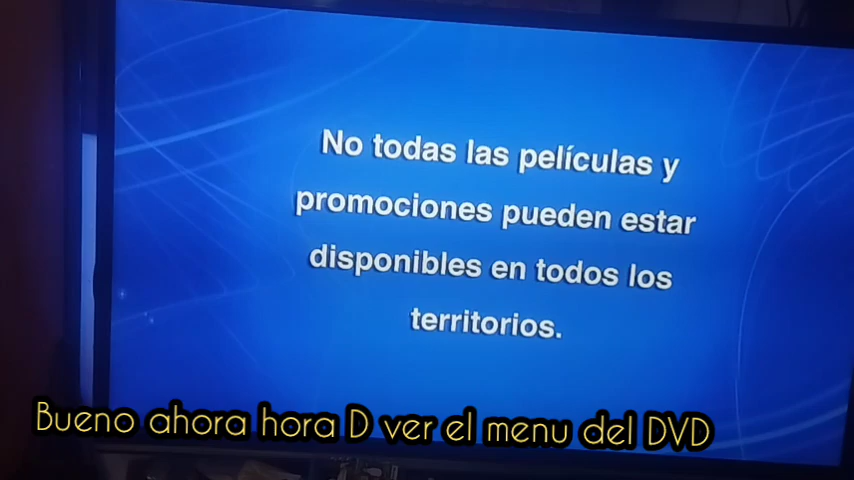 No todas las películas y
promociones pueden estar
disponibles en todos los
territorios.
Bueno ahora hora D ver el menu del DVD